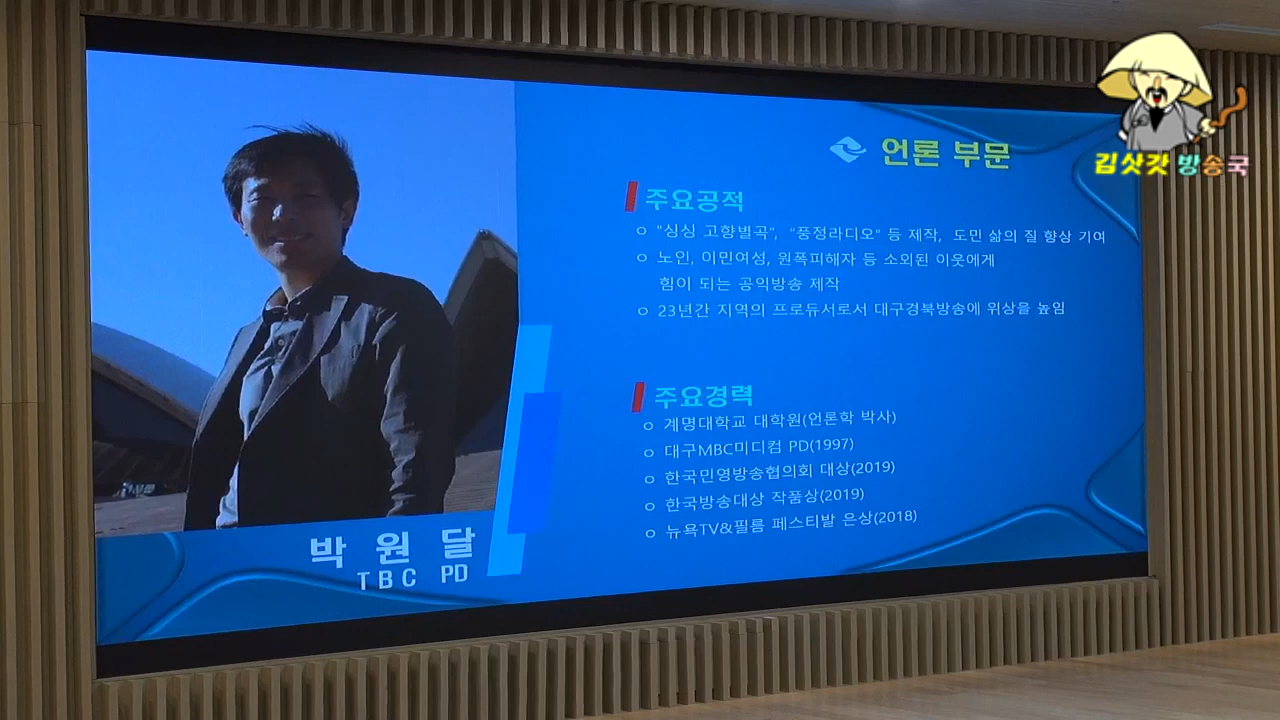 김삿갓 방송국
언론 부문
주요공적
ㅇ "싱싱 고향별곡", "풍정라디오" 등 제작, 도민 삶의 질 향상 기여
ㅇ 노인, 이민여성, 원폭피해자 등 소외된 이웃에게
힘이 되는 공익방송 제작
ㅇ 23년간 지역의 프로듀서로서 대구경북방송에 위상을 높임
주요경력
ㅇ 계명대학교 대학원(언론학 박사)
ㅇ 대구MBC미디컴 PD(1997)
ㅇ 한국민영방송협의회 대상(2019)
ㅇ 한국방송대상 작품상(2019)
ㅇ 뉴욕TV&필름 페스티발 은상(2018)
박 원 달
TBC PD